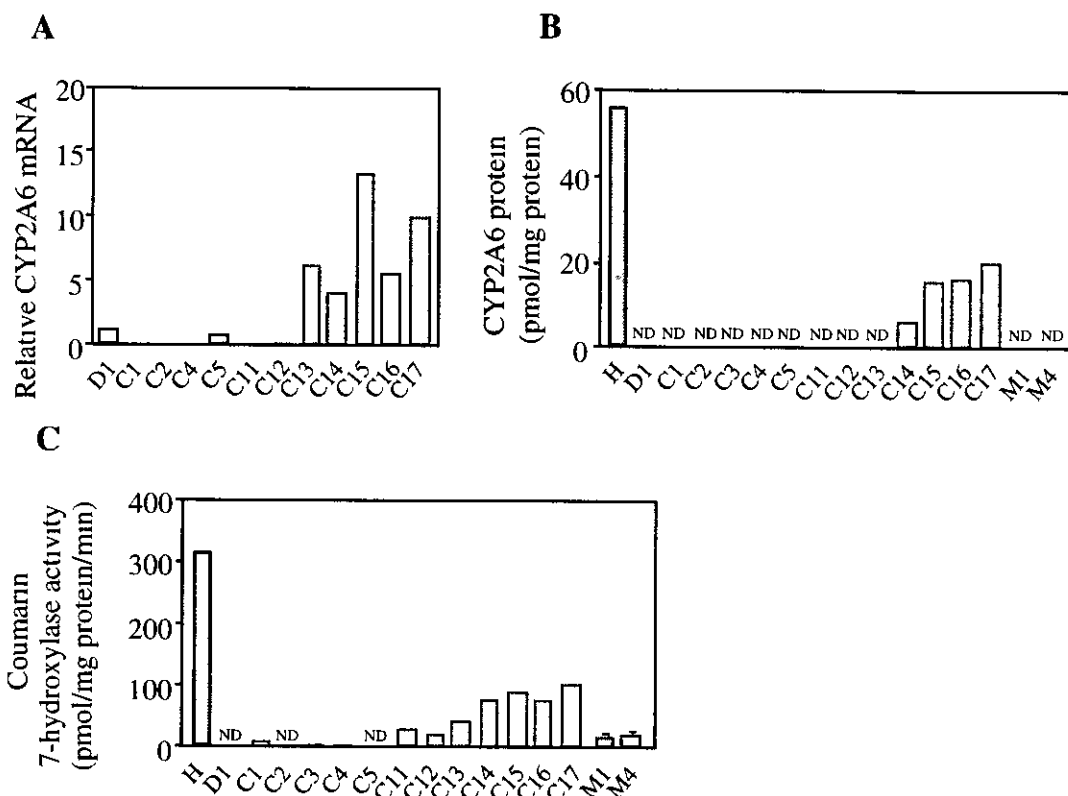 A
Relative CYP2A6 mRNA
20
15
10
5
0
D1 C1 C2 C4 C5 C11 C12 C13 C14 C15 C16 C17
B
CYP2A6 protein
(pmol/mg protein)
60
40
20
0
ND ND ND ND ND ND ND ND ND ND ND
H D1 C1 C2 C3 C4 C5 C11 C12 C13 C14 C15 C16 C17 M1 M4
C
Coumarin
7-hydroxylase activity
(pmol/mg protein/min)
400
300
200
100
0
ND ND ND
H D1 C1 C2 C3 C4 C5 C11 C12 C13 C14 C15 C16 C17 M1 M4